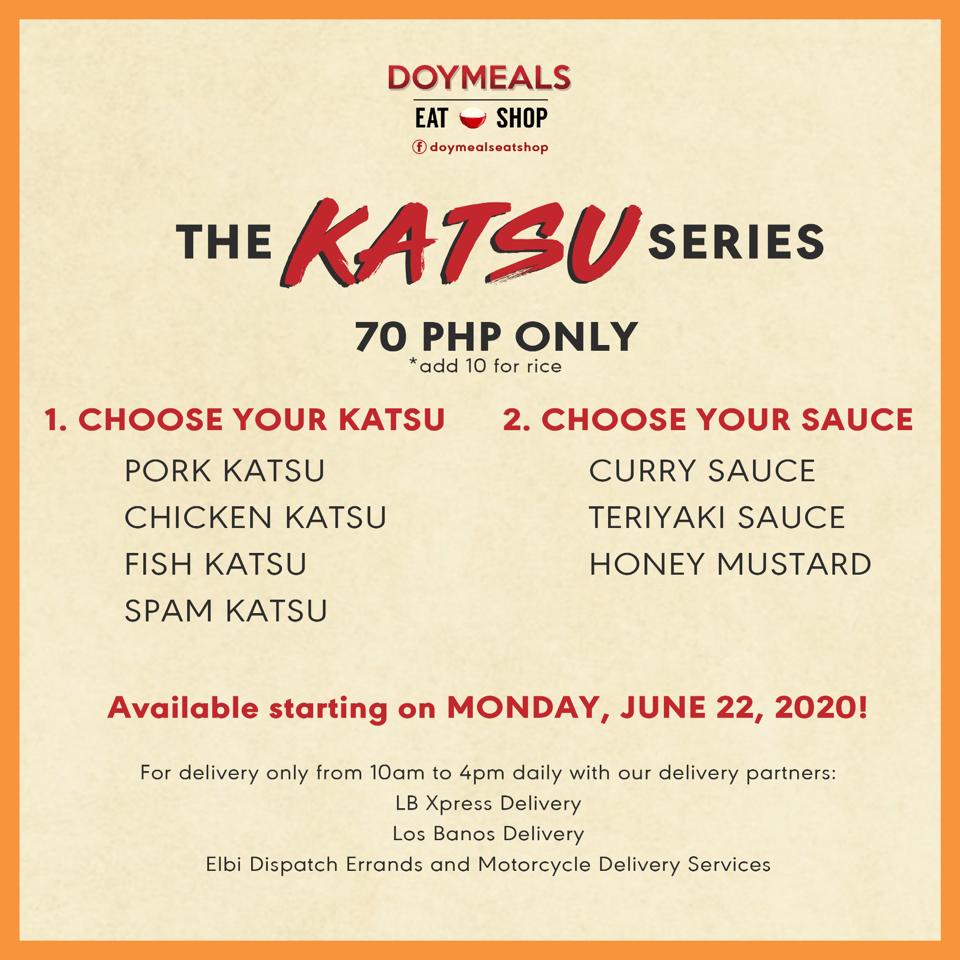 DOYMEALS
EAT SHOP
doymealseatshop
THE KATSU SERIES
70 PHP ONLY
*add 10 for rice
1. CHOOSE YOUR KATSU
PORK KATSU
CHICKEN KATSU
FISH KATSU
SPAM KATSU
2. CHOOSE YOUR SAUCE
CURRY SAUCE
TERIYAKI SAUCE
HONEY MUSTARD
Available starting on MONDAY, JUNE 22, 2020!
For delivery only from 10am to 4pm daily with our delivery partners:
LB Xpress Delivery
Los Banos Delivery
Elbi Dispatch Errands and Motorcycle Delivery Services